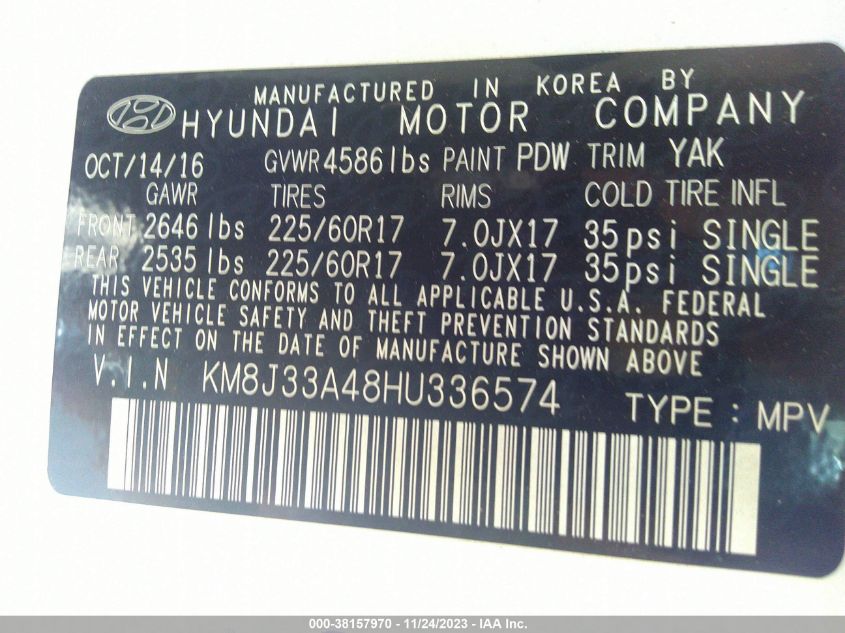 MANUFACTURED IN KOREA BY
HYUNDAI MOTOR COMPANY
OCT/14/16 GVWR 4586lbs PAINT PDW TRIM YAK
GAWR TIRES RIMS COLD TIRE INFL
FRONT 2646 lbs 225/60R17 7.0JX17 35psi SINGLE
REAR 2535 lbs 225/60R17 7.0JX17 35psi SINGLE
THIS VEHICLE CONFORMS TO ALL APPLICABLE U.S.A. FEDERAL
MOTOR VEHICLE SAFETY AND THEFT PREVENTION STANDARDS
IN EFFECT ON THE DATE OF MANUFACTURE SHOWN ABOVE
V.I.N KM8J33A48HU336574 TYPE : MPV
000-38157970 - 11/24/2023 - IAA Inc.